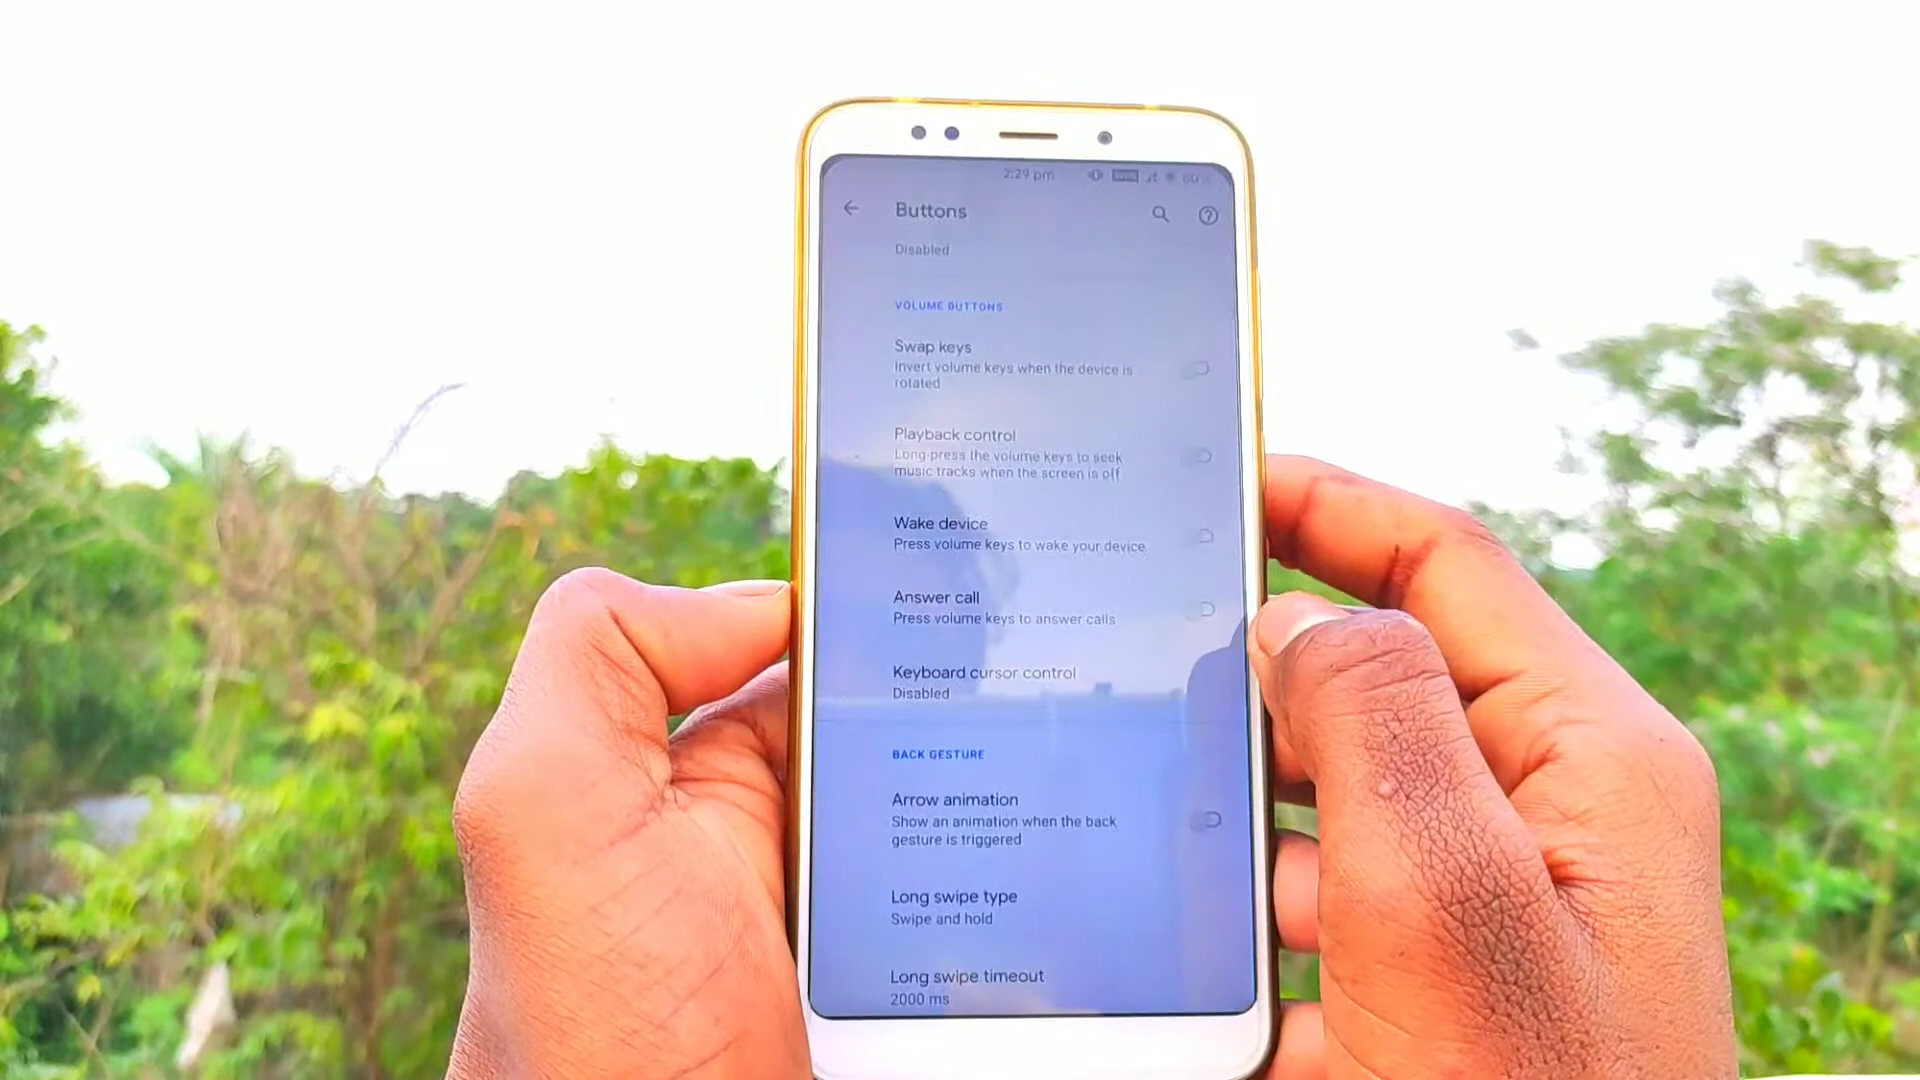 2:29 pm
Buttons
Disabled
VOLUME BUTTONS
Swap keys
Invert volume keys when the device is
rotated
Playback control
Long-press the volume keys to seek
music tracks when the screen is off
Wake device
Press volume keys to wake your device
Answer call
Press volume keys to answer calls
Keyboard cursor control
Disabled
BACK GESTURE
Arrow animation
Show an animation when the back
gesture is triggered
Long swipe type
Swipe and hold
Long swipe timeout
2000 ms